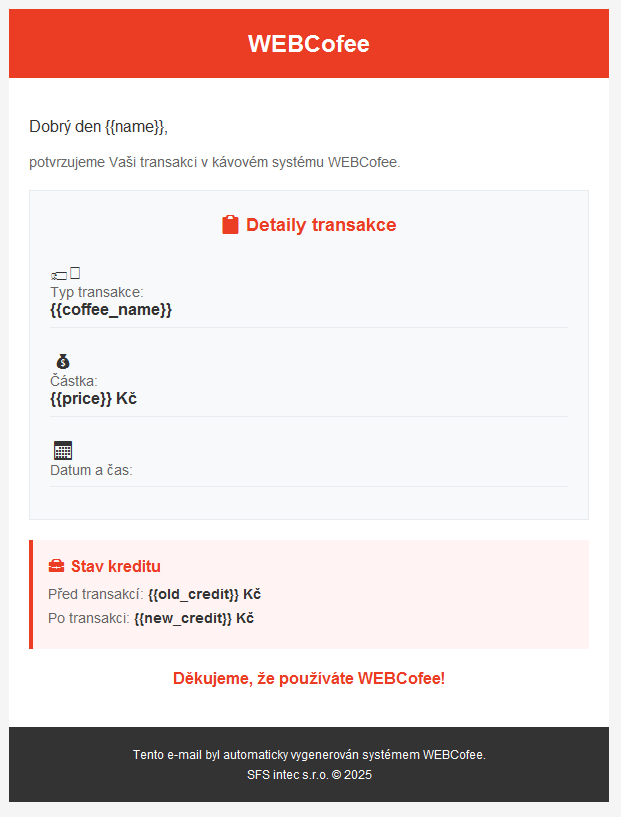 WEBCofee
Dobrý den {{name}},
potvrzujeme Vaši transakci v kávovém systému WEBCofee.
Detaily transakce
Typ transakce:
{{coffee_name}}
Částka:
{{price}} Kč
Datum a čas:
Stav kreditu
Před transakcí: {{old_credit}} Kč
Po transakci: {{new_credit}} Kč
Děkujeme, že používáte WEBCofee!
Tento e-mail byl automaticky vygenerován systémem WEBCofee.
SFS intec s.r.o. © 2025